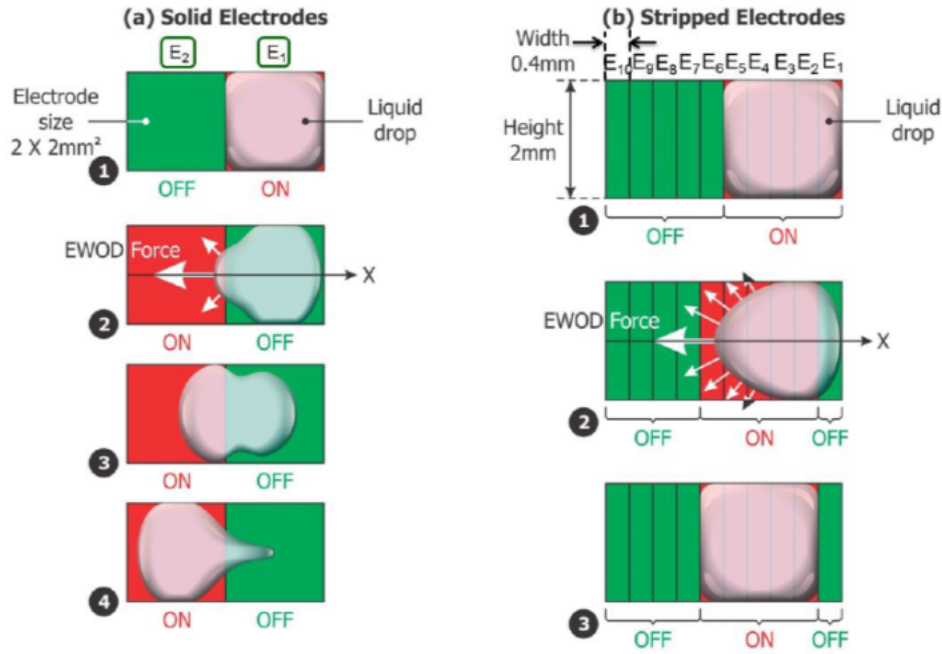 (a) Solid Electrodes
E2
E1
Electrode
size
2 X 2mm²
Liquid
drop
1
OFF
ON
EWOD Force
X
2
ON
OFF
3
ON
OFF
4
ON
OFF
(b) Stripped Electrodes
Width
0.4mm
E10 E9 E8 E7 E6 E5 E4 E3 E2 E1
Height
2mm
Liquid
drop
1
OFF
ON
EWOD Force
X
2
OFF
ON
OFF
3
OFF
ON
OFF